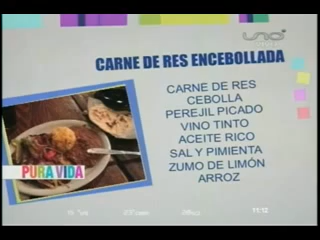 UNO
CARNE DE RES ENCEBOLLADA
CARNE DE RES
CEBOLLA
PEREJIL PICADO
VINO TINTO
ACEITE RICO
SAL Y PIMIENTA
ZUMO DE LIMÓN
ARROZ
PURA VIDA
11:12